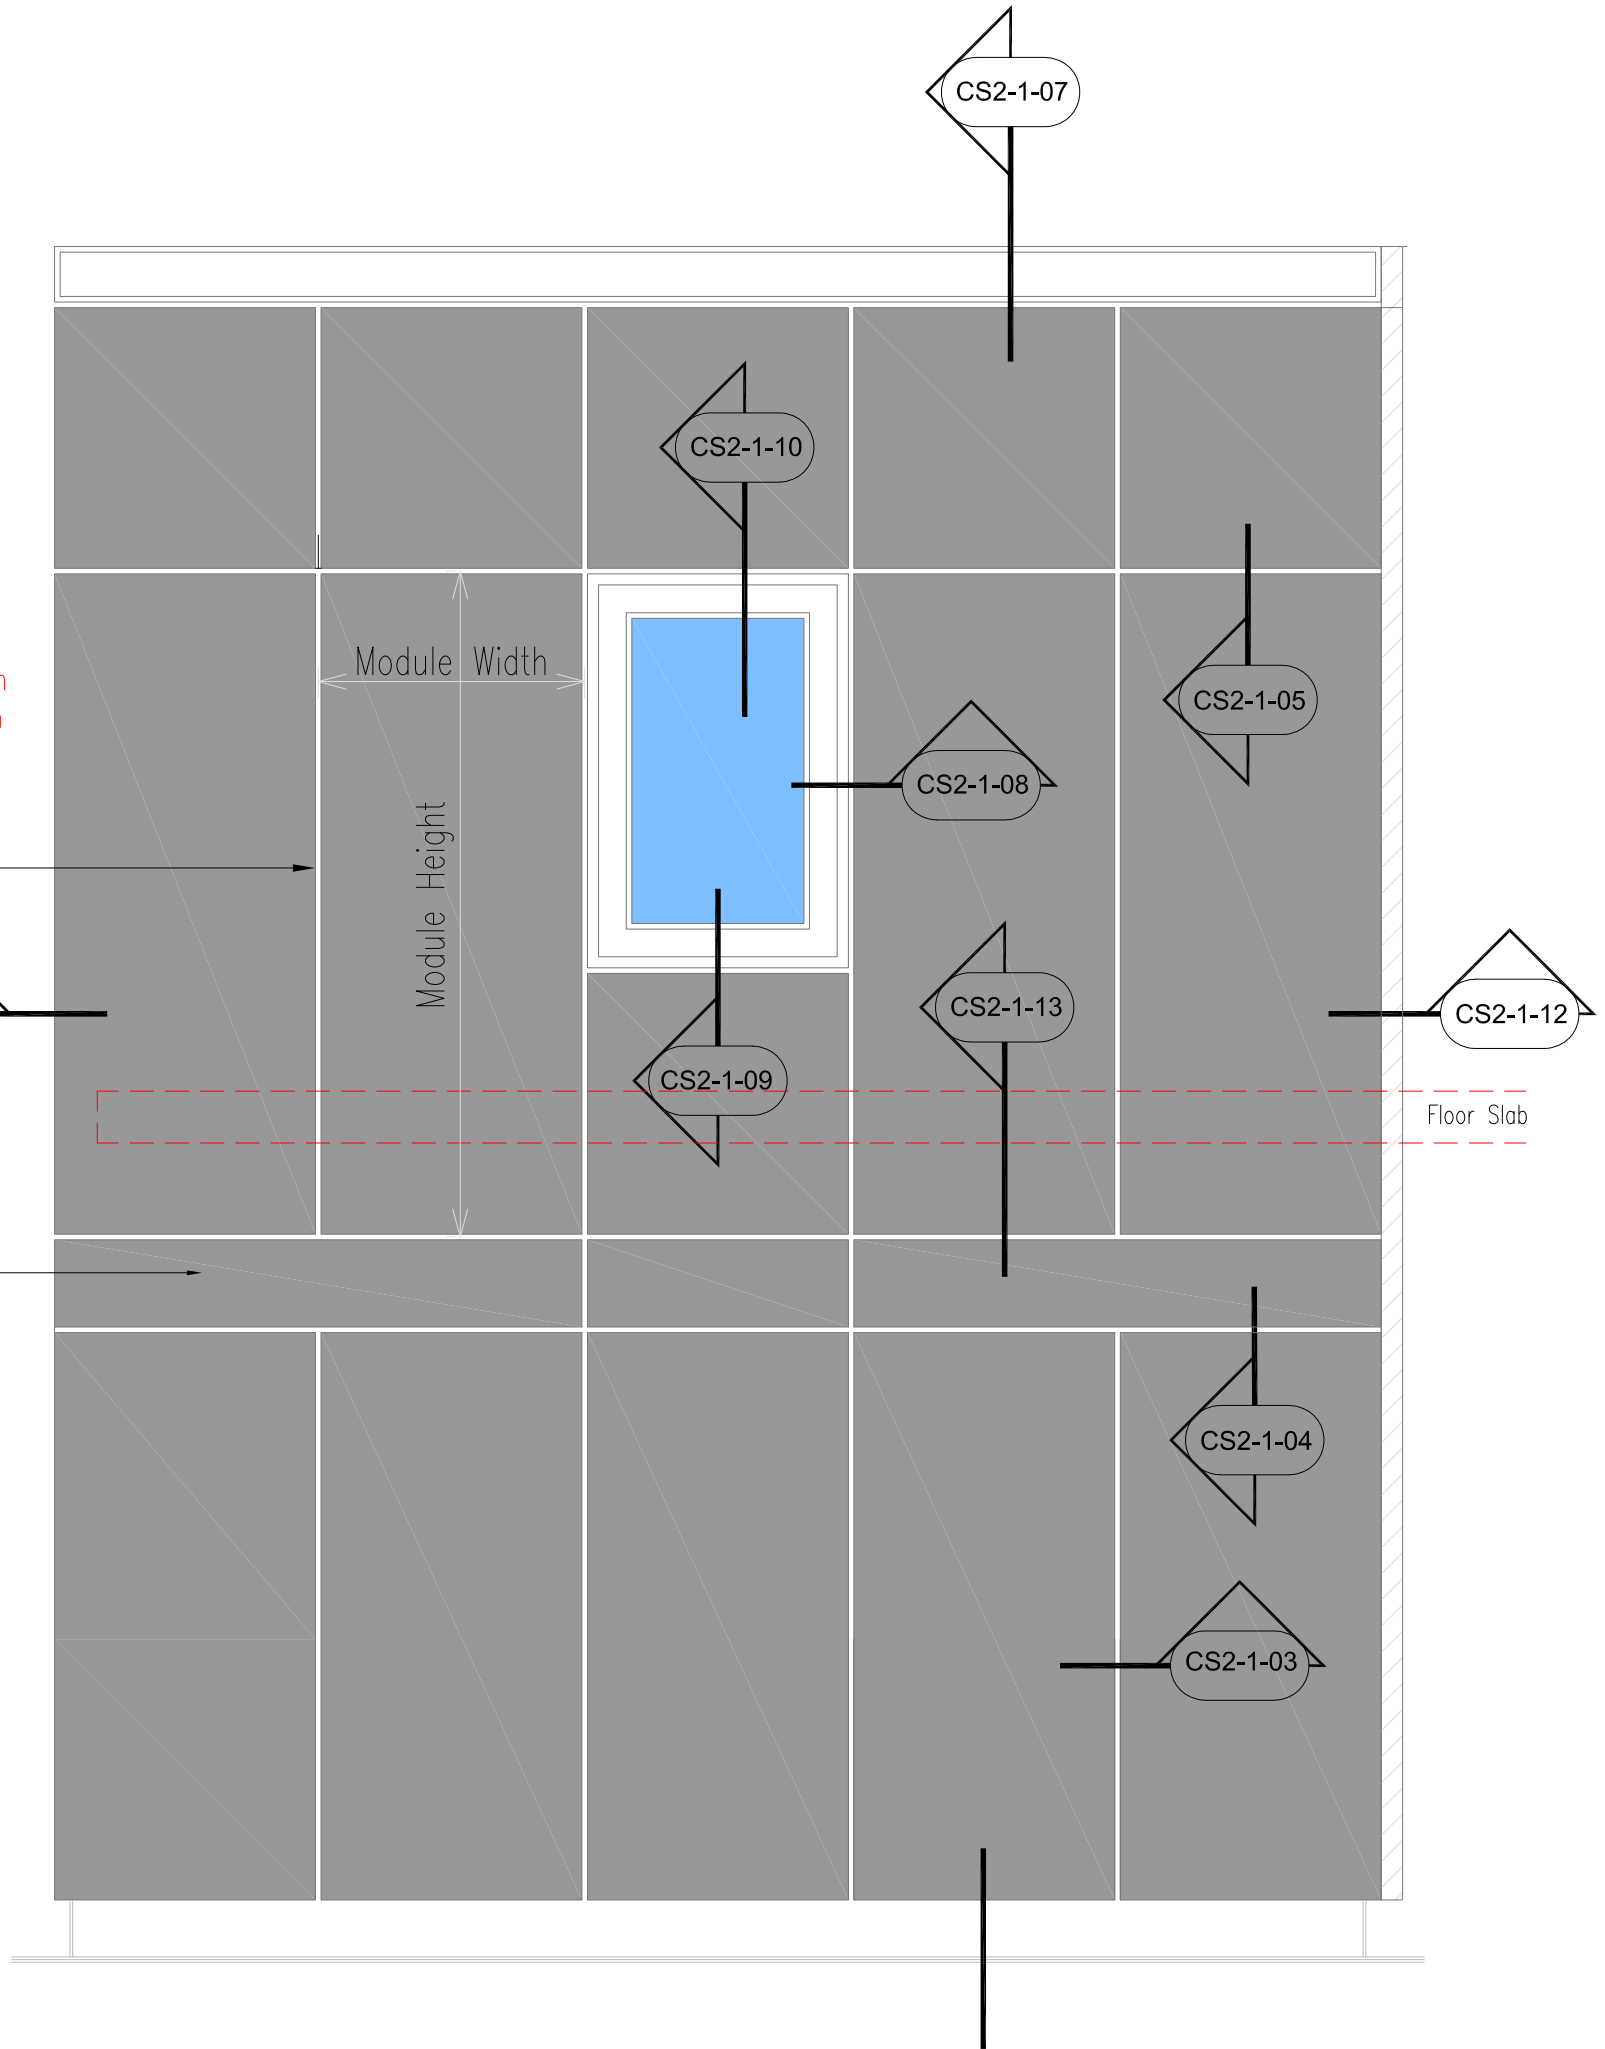 CS2-1-07
CS2-1-10
Module Width
CS2-1-05
CS2-1-08
Module Height
CS2-1-13
CS2-1-12
CS2-1-09
Floor Slab
CS2-1-04
CS2-1-03